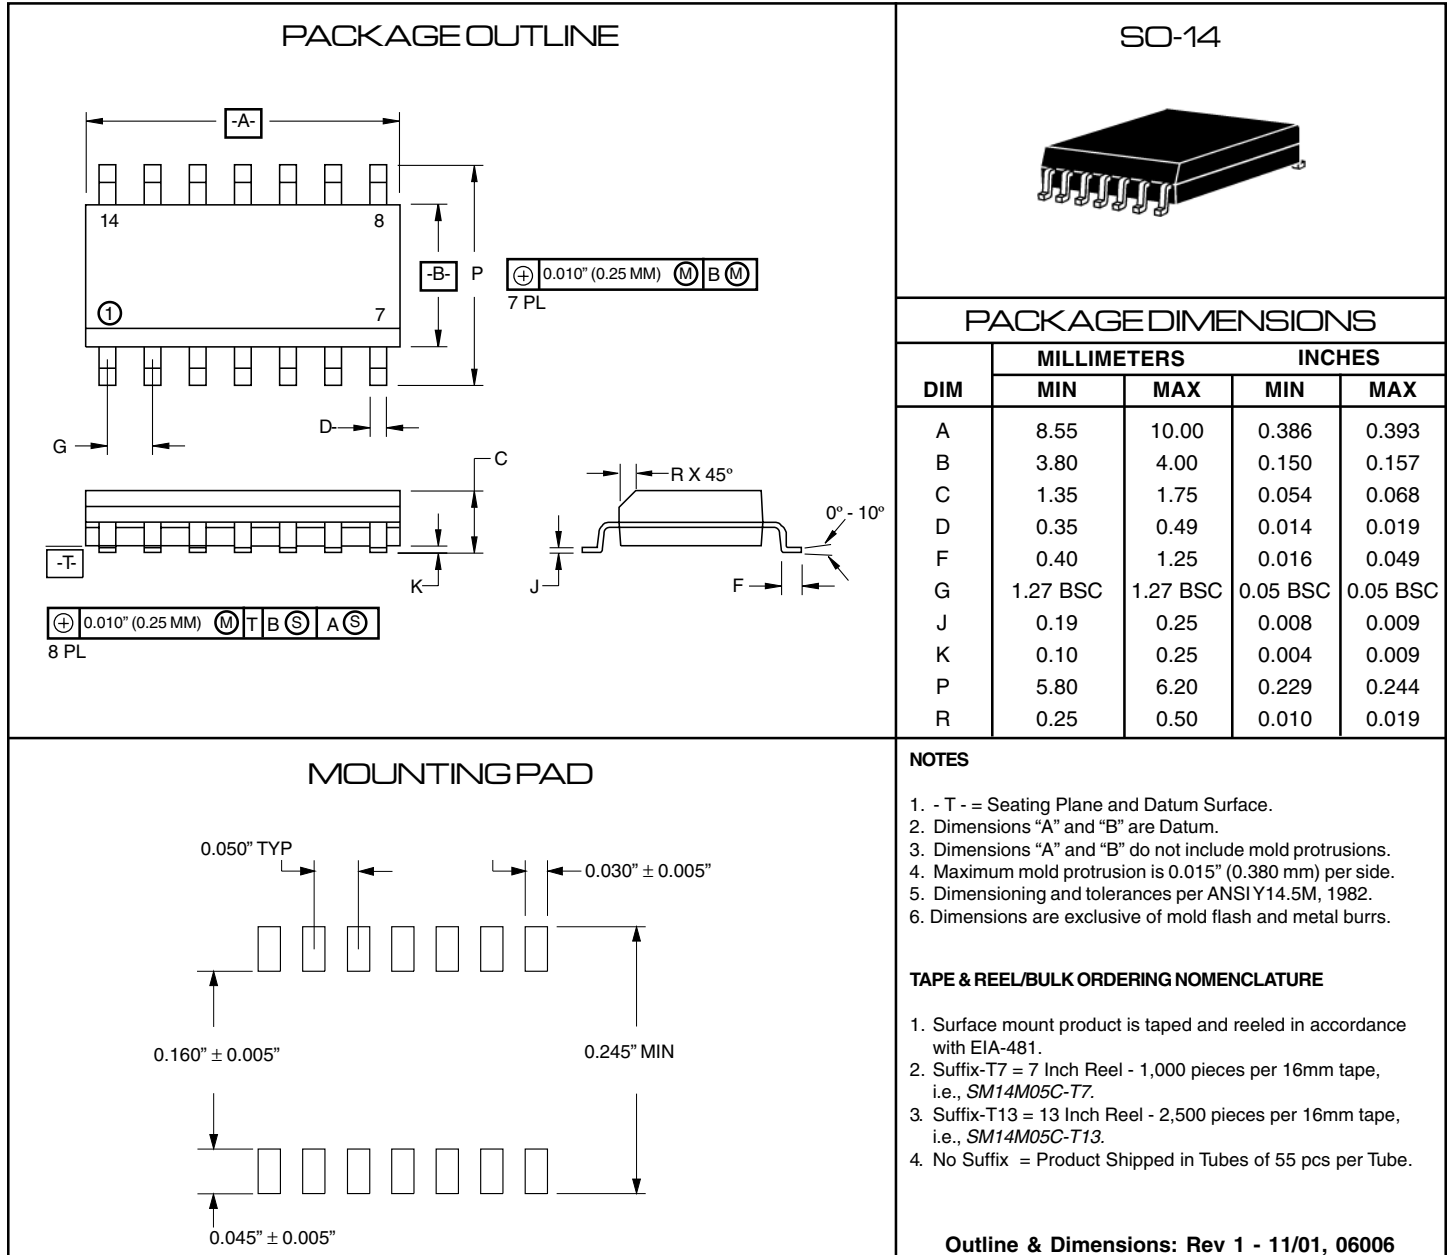 PACKAGE OUTLINE
-A-
14
8
1
7
-B-
P
⌖ 0.010” (0.25 MM) Ⓜ B Ⓜ
7 PL
D
G
C
-T-
K
⌖ 0.010” (0.25 MM) Ⓜ T B Ⓢ A Ⓢ
8 PL
R X 45º
0º - 10º
J
F
SO-14
PACKAGE DIMENSIONS
MILLIMETERS INCHES
DIM MIN MAX MIN MAX
A 8.55 10.00 0.386 0.393
B 3.80 4.00 0.150 0.157
C 1.35 1.75 0.054 0.068
D 0.35 0.49 0.014 0.019
F 0.40 1.25 0.016 0.049
G 1.27 BSC 1.27 BSC 0.05 BSC 0.05 BSC
J 0.19 0.25 0.008 0.009
K 0.10 0.25 0.004 0.009
P 5.80 6.20 0.229 0.244
R 0.25 0.50 0.010 0.019
MOUNTING PAD
0.050” TYP
0.030” ± 0.005”
0.160” ± 0.005”
0.245” MIN
0.045” ± 0.005”
NOTES
1. - T - = Seating Plane and Datum Surface.
2. Dimensions “A” and “B” are Datum.
3. Dimensions “A” and “B” do not include mold protrusions.
4. Maximum mold protrusion is 0.015” (0.380 mm) per side.
5. Dimensioning and tolerances per ANSI Y14.5M, 1982.
6. Dimensions are exclusive of mold flash and metal burrs.
TAPE & REEL/BULK ORDERING NOMENCLATURE
1. Surface mount product is taped and reeled in accordance
with EIA-481.
2. Suffix-T7 = 7 Inch Reel - 1,000 pieces per 16mm tape,
i.e., SM14M05C-T7.
3. Suffix-T13 = 13 Inch Reel - 2,500 pieces per 16mm tape,
i.e., SM14M05C-T13.
4. No Suffix = Product Shipped in Tubes of 55 pcs per Tube.
Outline & Dimensions: Rev 1 - 11/01, 06006